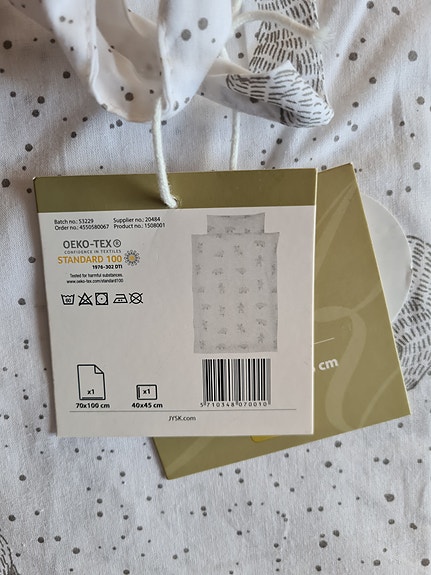 Batch no.: 53229 Supplier no.: 20484
Order no.: 4550580067 Product no.: 1508001
OEKO-TEX®
CONFIDENCE IN TEXTILES
STANDARD 100
1976-302 DTI
Tested for harmful substances.
www.oeko-tex.com/standard100
x1 x1
70x100 cm 40x45 cm
5 710348 070010
JYSK.com
cm